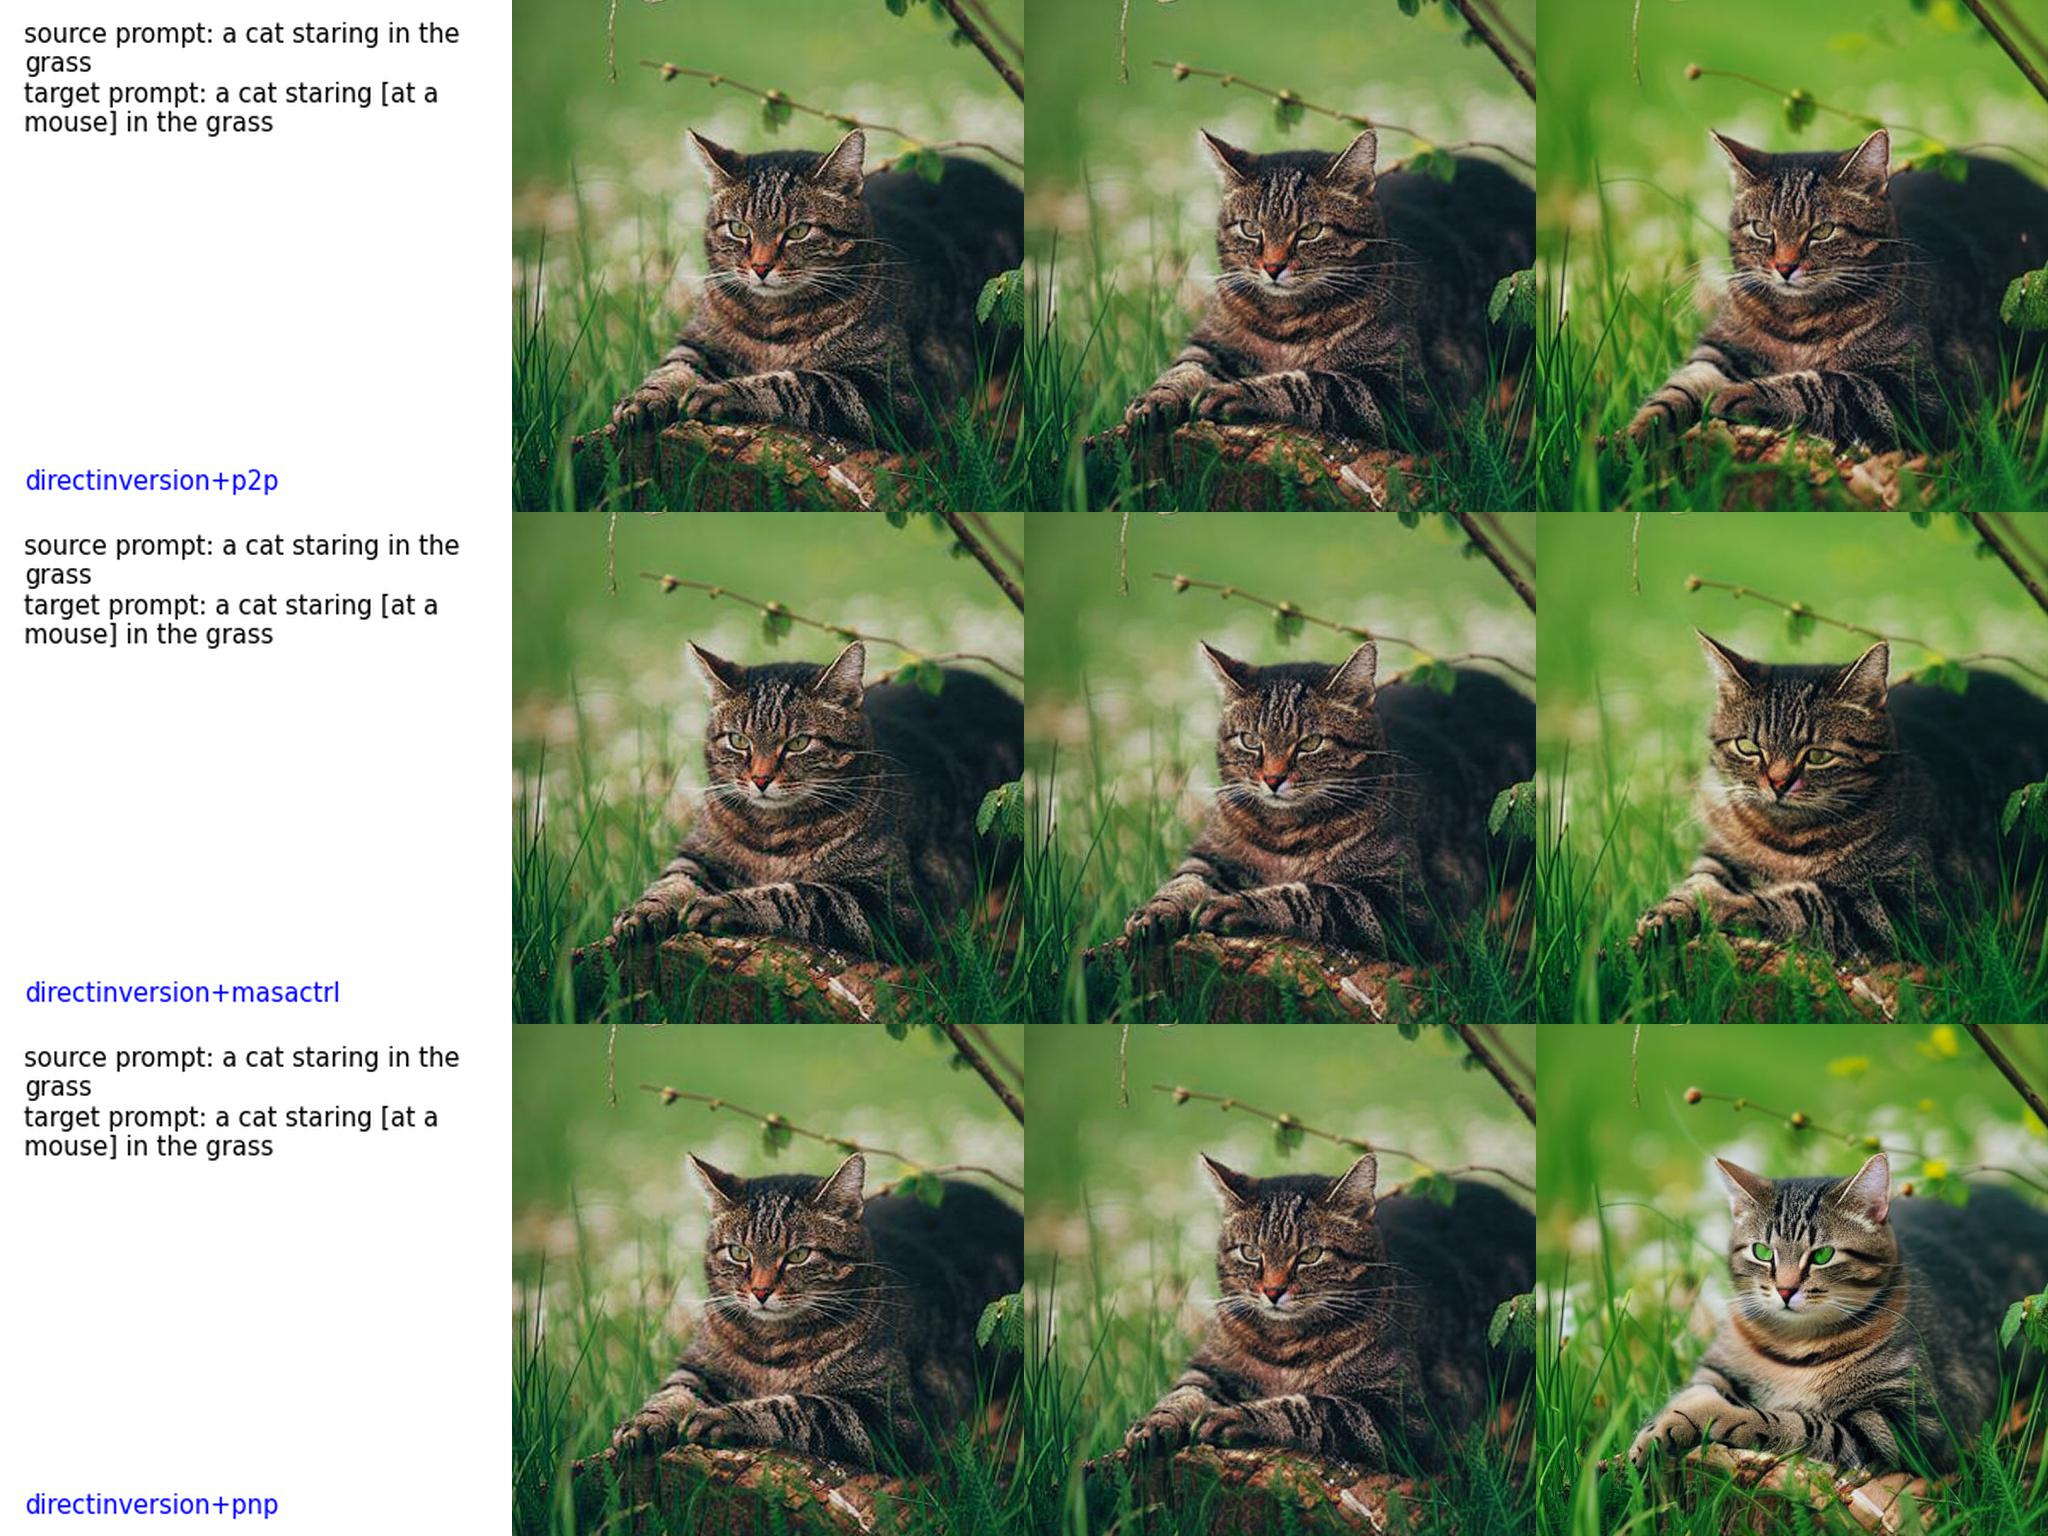 source prompt: a cat staring in the
grass
target prompt: a cat staring [at a
mouse] in the grass
directinversion+p2p
source prompt: a cat staring in the
grass
target prompt: a cat staring [at a
mouse] in the grass
directinversion+masactrl
source prompt: a cat staring in the
grass
target prompt: a cat staring [at a
mouse] in the grass
directinversion+pnp